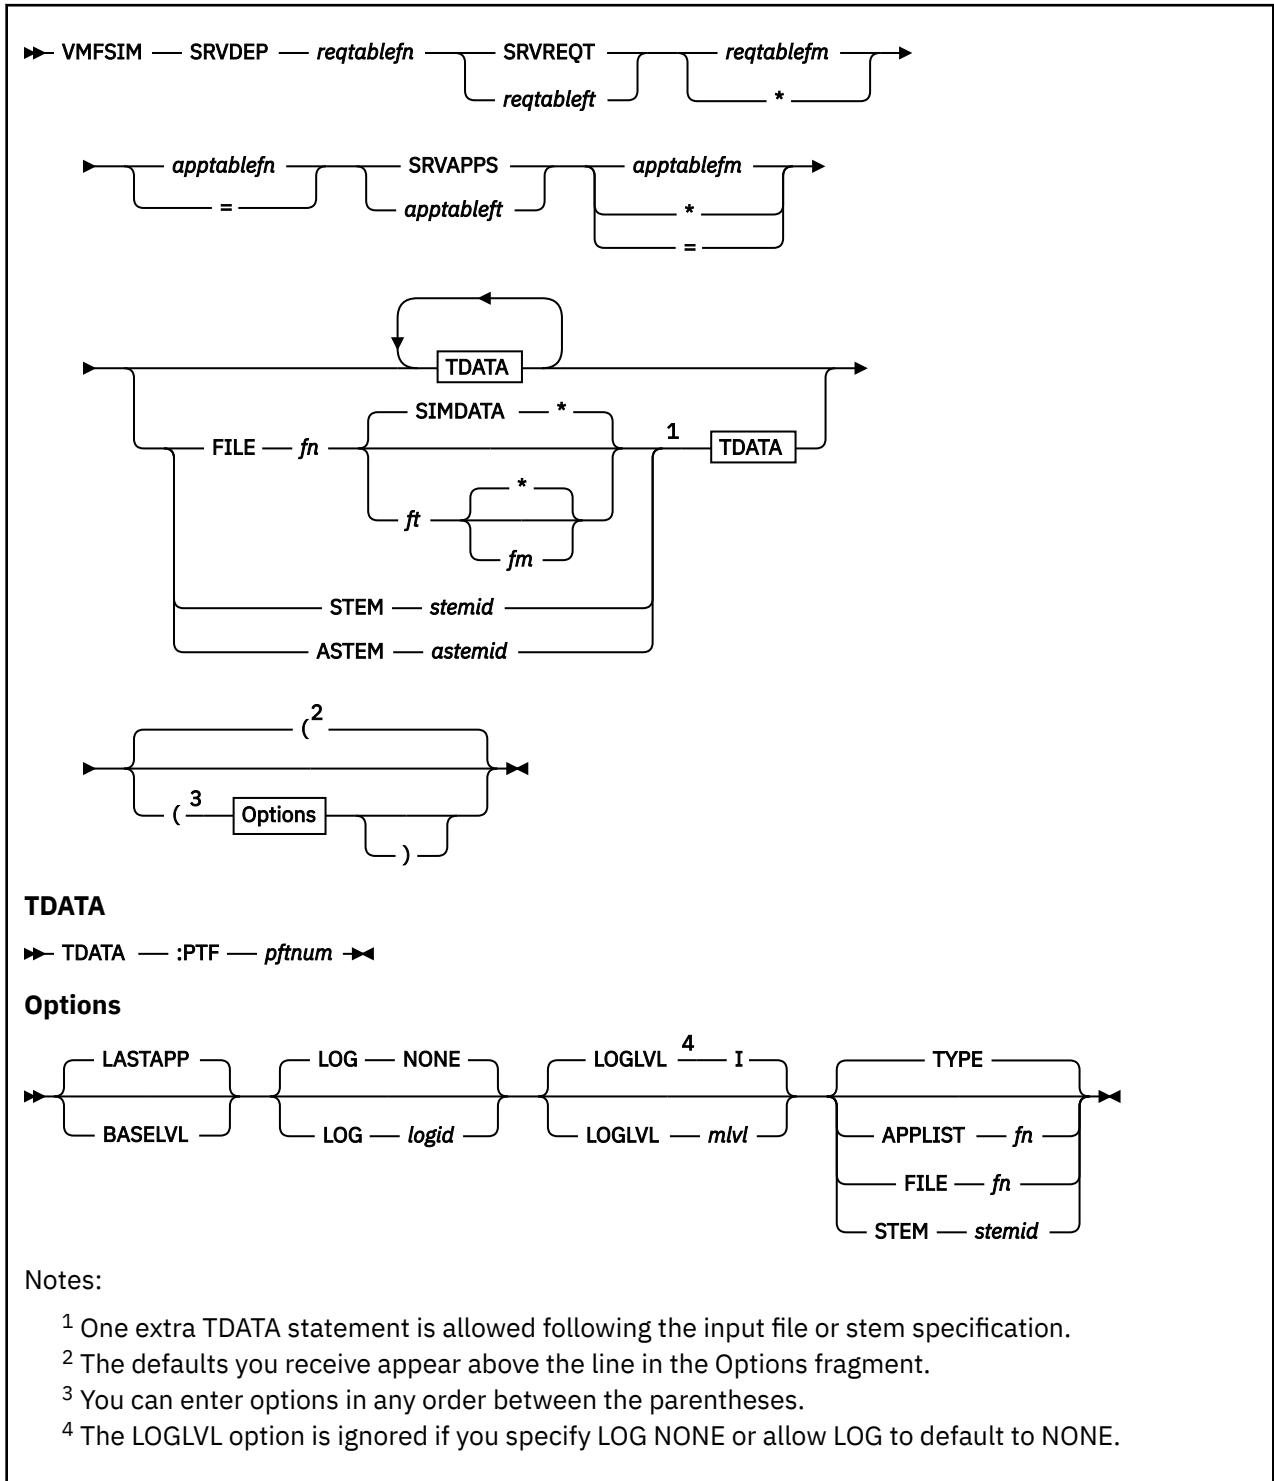 VMFSIM SRVDEP reqtablefn SRVREQT reqtablefm
reqtableft *
apptablefn SRVAPPS apptablefm
= apptableft *
=
TDATA
SIMDATA *
FILE fn 1 TDATA
*
ft
fm
STEM stemid
ASTEM astemid
( 2
( 3 Options
)
TDATA
TDATA :PTF pftnum
Options
LASTAPP LOG NONE LOGLVL 4 I TYPE
BASELVL LOG logid LOGLVL mlvl APPLIST fn
FILE fn
STEM stemid
Notes:
1 One extra TDATA statement is allowed following the input file or stem specification.
2 The defaults you receive appear above the line in the Options fragment.
3 You can enter options in any order between the parentheses.
4 The LOGLVL option is ignored if you specify LOG NONE or allow LOG to default to NONE.